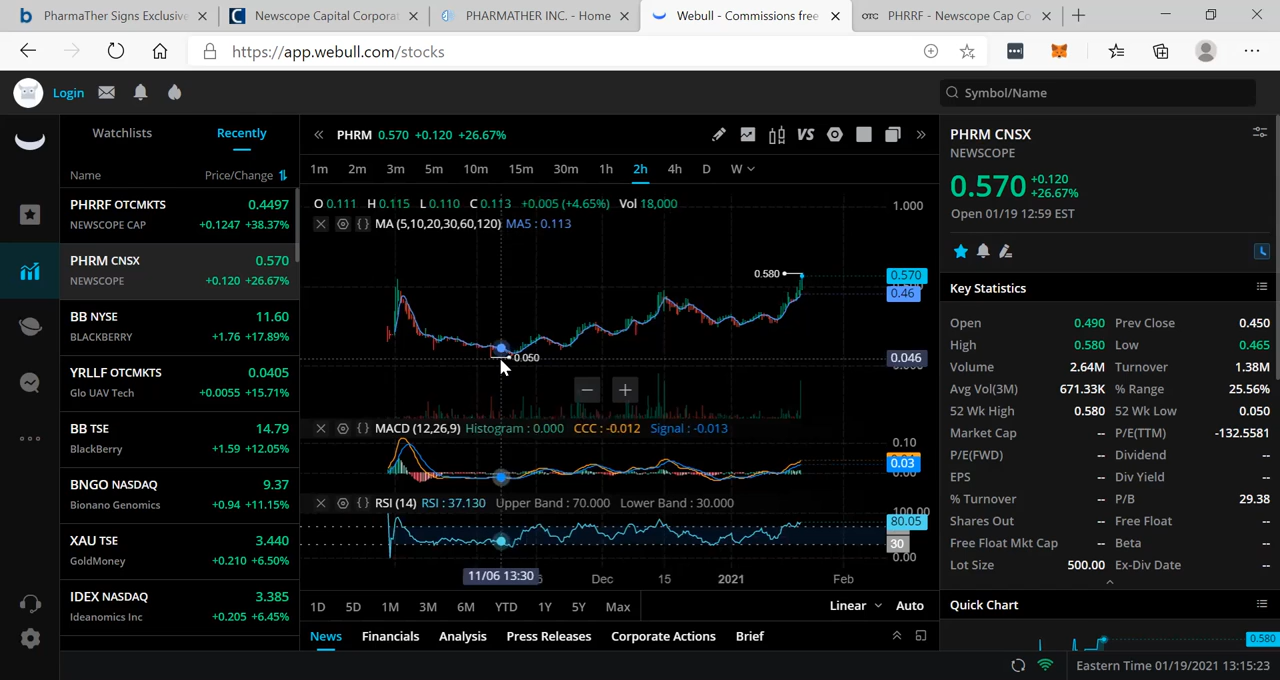 PharmaTher Signs Exclusive
Newscope Capital Corporat
PHARMATHER INC. - Home
Webull - Commissions free
OTC PHRRF - Newscope Cap Co
https://app.webull.com/stocks
Login
Symbol/Name
Watchlists Recently
Name Price/Change
PHRRF OTCMKTS 0.4497
NEWSCOPE CAP +0.1247 +38.37%
PHRM CNSX 0.570
NEWSCOPE +0.120 +26.67%
BB NYSE 11.60
BLACKBERRY +1.76 +17.89%
YRLLF OTCMKTS 0.0405
Glo UAV Tech +0.0055 +15.71%
BB TSE 14.79
BlackBerry +1.59 +12.05%
BNGO NASDAQ 9.37
Bionano Genomics +0.94 +11.15%
XAU TSE 3.440
GoldMoney +0.210 +6.50%
IDEX NASDAQ 3.385
Ideanomics Inc +0.205 +6.45%
PHRM 0.570 +0.120 +26.67%
VS
1m 2m 3m 5m 10m 15m 30m 1h 2h 4h D W
O 0.111 H 0.115 L 0.110 C 0.113 +0.005 (+4.65%) Vol 18,000
MA (5,10,20,30,60,120) MA5 : 0.113
1.000
0.580
0.570
0.46
0.050
0.046
MACD (12,26,9) Histogram : 0.000 CCC : -0.012 Signal : -0.013
0.10
0.03
RSI (14) RSI : 37.130 Upper Band : 70.000 Lower Band : 30.000
100.00
80.05
30
0.00
11/06 13:30 Dec 15 2021 Feb
1D 5D 1M 3M 6M YTD 1Y 5Y Max Linear Auto
News Financials Analysis Press Releases Corporate Actions Brief
PHRM CNSX
NEWSCOPE
0.570 +0.120
+26.67%
Open 01/19 12:59 EST
L
Key Statistics
Open 0.490 Prev Close 0.450
High 0.580 Low 0.465
Volume 2.64M Turnover 1.38M
Avg Vol(3M) 671.33K % Range 25.56%
52 Wk High 0.580 52 Wk Low 0.050
Market Cap -- P/E(TTM) -132.5581
P/E(FWD) -- Dividend --
EPS -- Div Yield --
% Turnover -- P/B 29.38
Shares Out -- Free Float --
Free Float Mkt Cap -- Beta --
Lot Size 500.00 Ex-Div Date --
Quick Chart
0.580
Eastern Time 01/19/2021 13:15:23